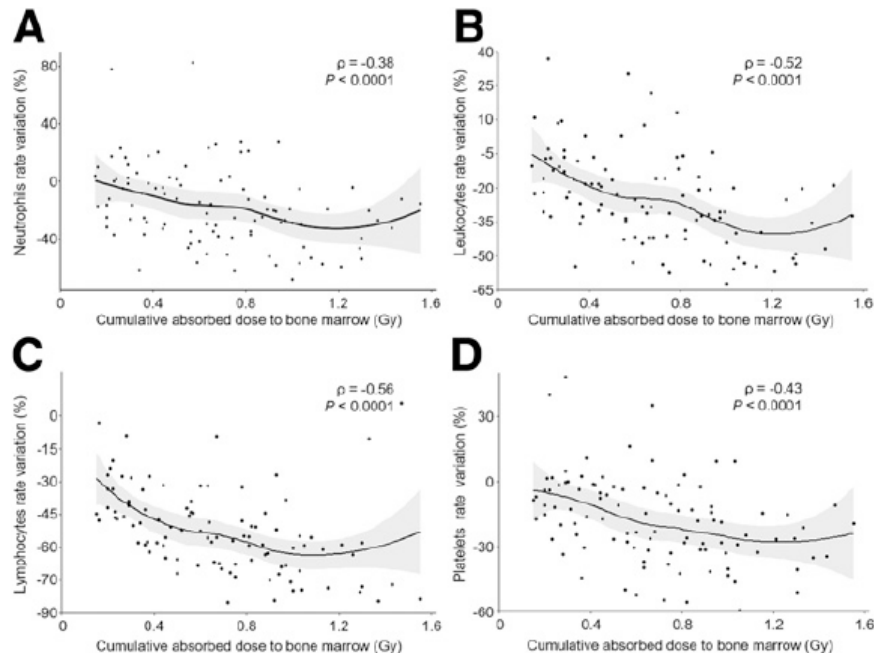 A
ρ = -0.38
P < 0.0001
Neutrophils rate variation (%)
80
40
0
-40
0 0.4 0.8 1.2 1.6
Cumulative absorbed dose to bone marrow (Gy)
B
ρ = -0.52
P < 0.0001
Leukocytes rate variation (%)
40
25
10
-5
-20
-35
-50
-65
0 0.4 0.8 1.2 1.6
Cumulative absorbed dose to bone marrow (Gy)
C
ρ = -0.56
P < 0.0001
Lymphocytes rate variation (%)
0
-15
-30
-45
-60
-70
-90
0 0.4 0.8 1.2 1.6
Cumulative absorbed dose to bone marrow (Gy)
D
ρ = -0.43
P < 0.0001
Platelets rate variation (%)
30
0
-30
-60
0 0.4 0.8 1.2 1.6
Cumulative absorbed dose to bone marrow (Gy)